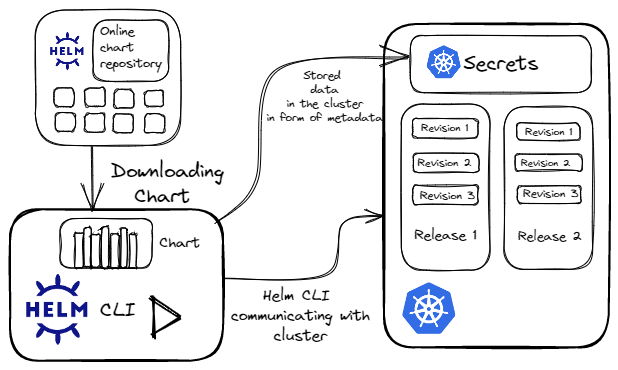 HELM
Online
chart
repository
Downloading
Chart
Chart
HELM
CLI
Stored
data
in the cluster
in form of metadata
Helm CLI
communicating with
cluster
Secrets
Revision 1
Revision 2
Revision 3
Release 1
Revision 1
Revision 2
Revision 3
Release 2